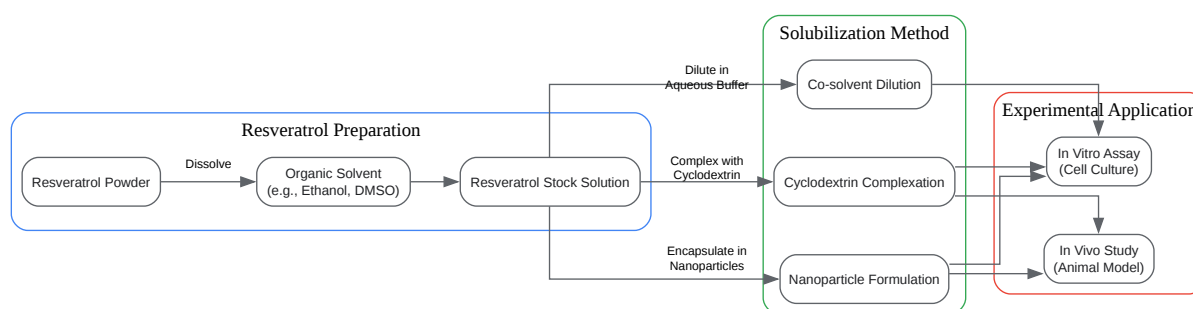 Solubilization Method
Dilute in
Aqueous Buffer
Co-solvent Dilution
Experimental Application
Resveratrol Preparation
Resveratrol Powder
Dissolve
Organic Solvent
(e.g., Ethanol, DMSO)
Resveratrol Stock Solution
Complex with
Cyclodextrin
Cyclodextrin Complexation
In Vitro Assay
(Cell Culture)
Encapsulate in
Nanoparticles
Nanoparticle Formulation
In Vivo Study
(Animal Model)